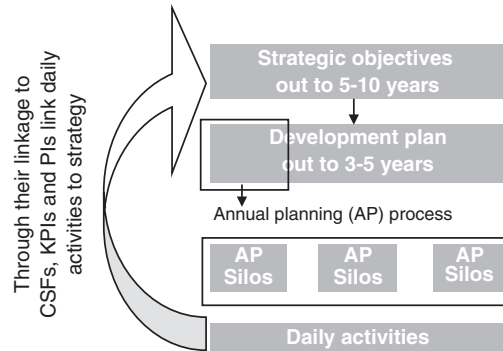 Through their linkage to
CSFs, KPIs and PIs link daily
activities to strategy
Strategic objectives
out to 5-10 years
Development plan
out to 3-5 years
Annual planning (AP) process
AP
Silos
AP
Silos
AP
Silos
Daily activities